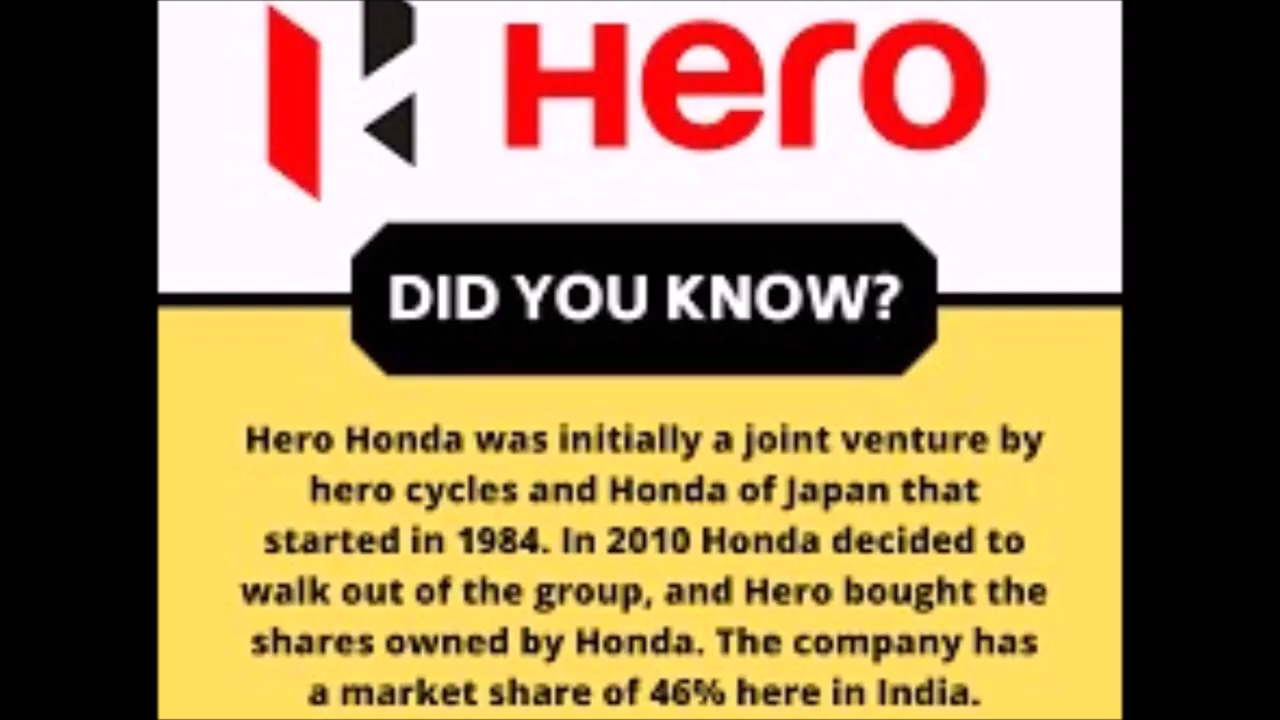 Hero
DID YOU KNOW?
Hero Honda was initially a joint venture by
hero cycles and Honda of Japan that
started in 1984. In 2010 Honda decided to
walk out of the group, and Hero bought the
shares owned by Honda. The company has
a market share of 46% here in India.